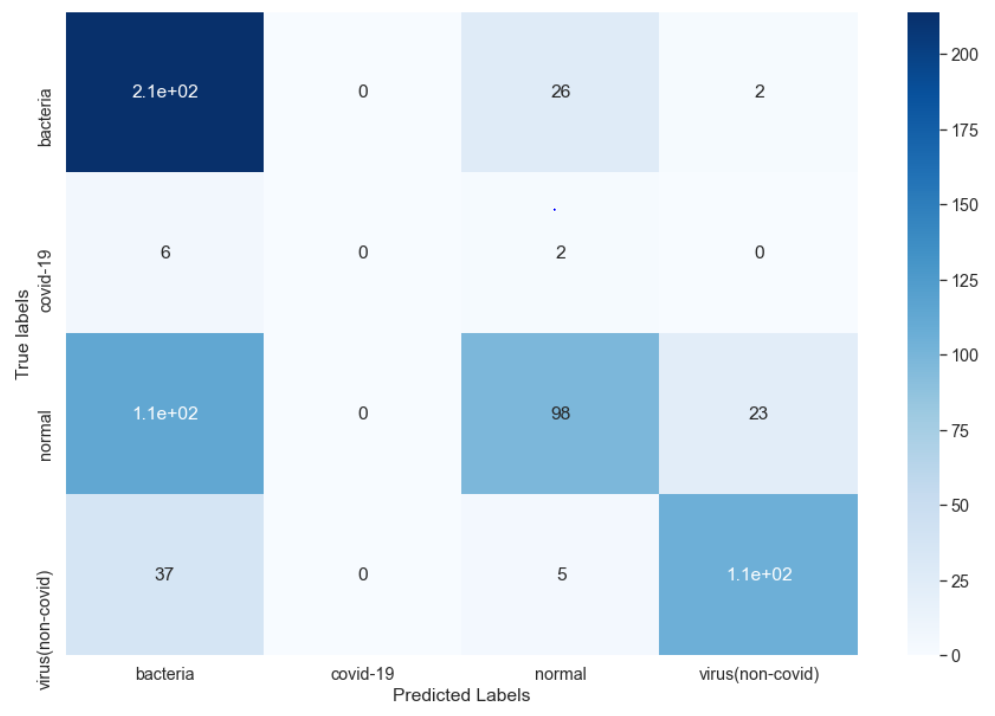 True labels
bacteria
covid-19
normal
virus(non-covid)
2.1e+02 0 26 2
6 0 2 0
1.1e+02 0 98 23
37 0 5 1.1e+02
bacteria covid-19 normal virus(non-covid)
Predicted Labels
200
175
150
125
100
75
50
25
0